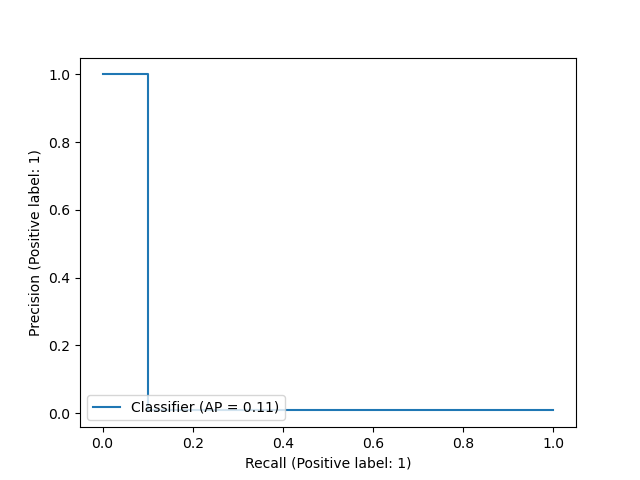 1.0
0.8
0.6
0.4
0.2
0.0
Precision (Positive label: 1)
Classifier (AP = 0.11)
0.0 0.2 0.4 0.6 0.8 1.0
Recall (Positive label: 1)